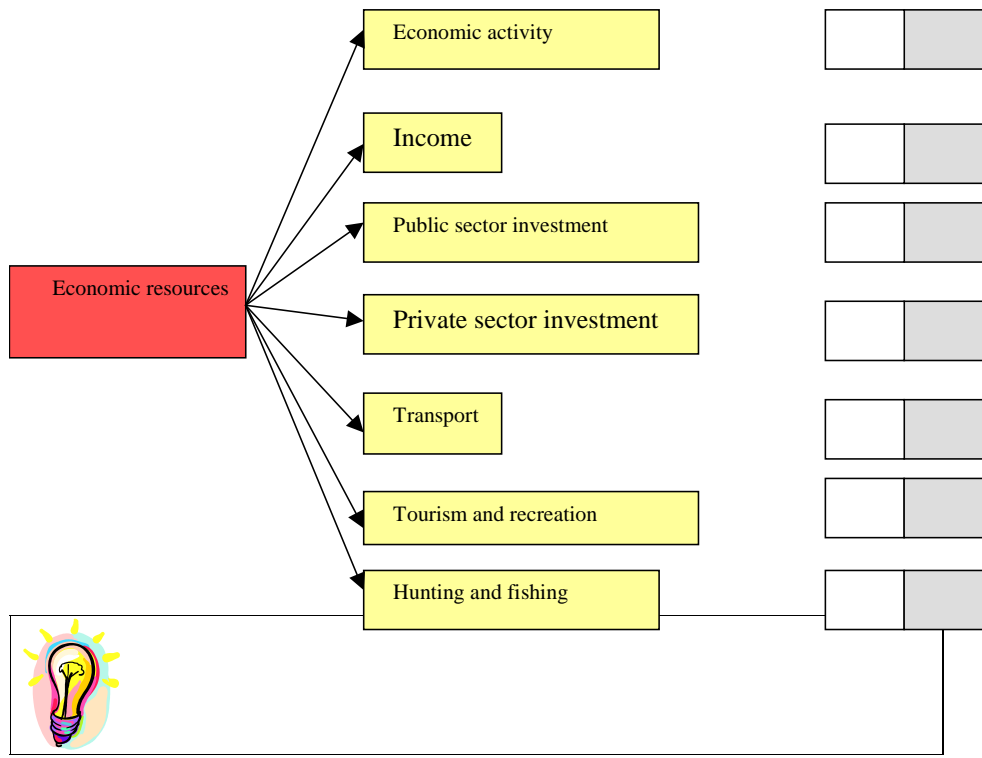 Economic activity
Income
Public sector investment
Economic resources
Private sector investment
Transport
Tourism and recreation
Hunting and fishing